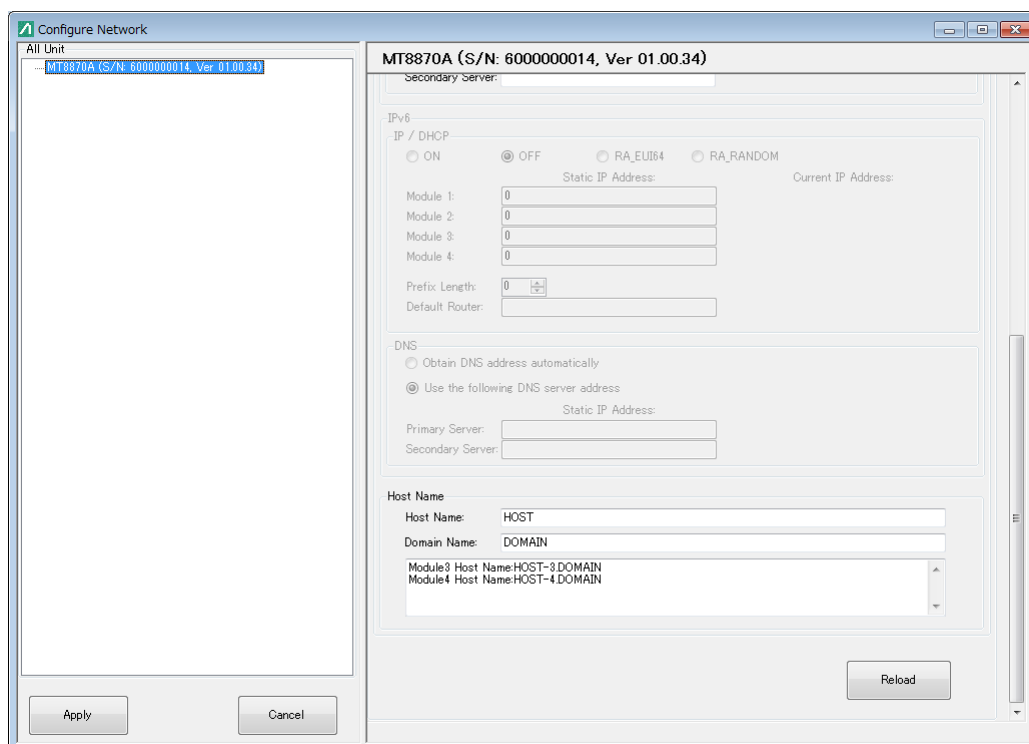 Configure Network
All Unit
MT8870A (S/N: 6000000014, Ver 01.00.34)
MT8870A (S/N: 6000000014, Ver 01.00.34)
Secondary Server:
IPv6
IP / DHCP
ON OFF RA_EUI64 RA_RANDOM
Static IP Address: Current IP Address:
Module 1: 0
Module 2: 0
Module 3: 0
Module 4: 0
Prefix Length: 0
Default Router:
DNS
Obtain DNS address automatically
Use the following DNS server address
Static IP Address:
Primary Server:
Secondary Server:
Host Name
Host Name: HOST
Domain Name: DOMAIN
Module3 Host Name:HOST-3.DOMAIN
Module4 Host Name:HOST-4.DOMAIN
Reload
Apply Cancel